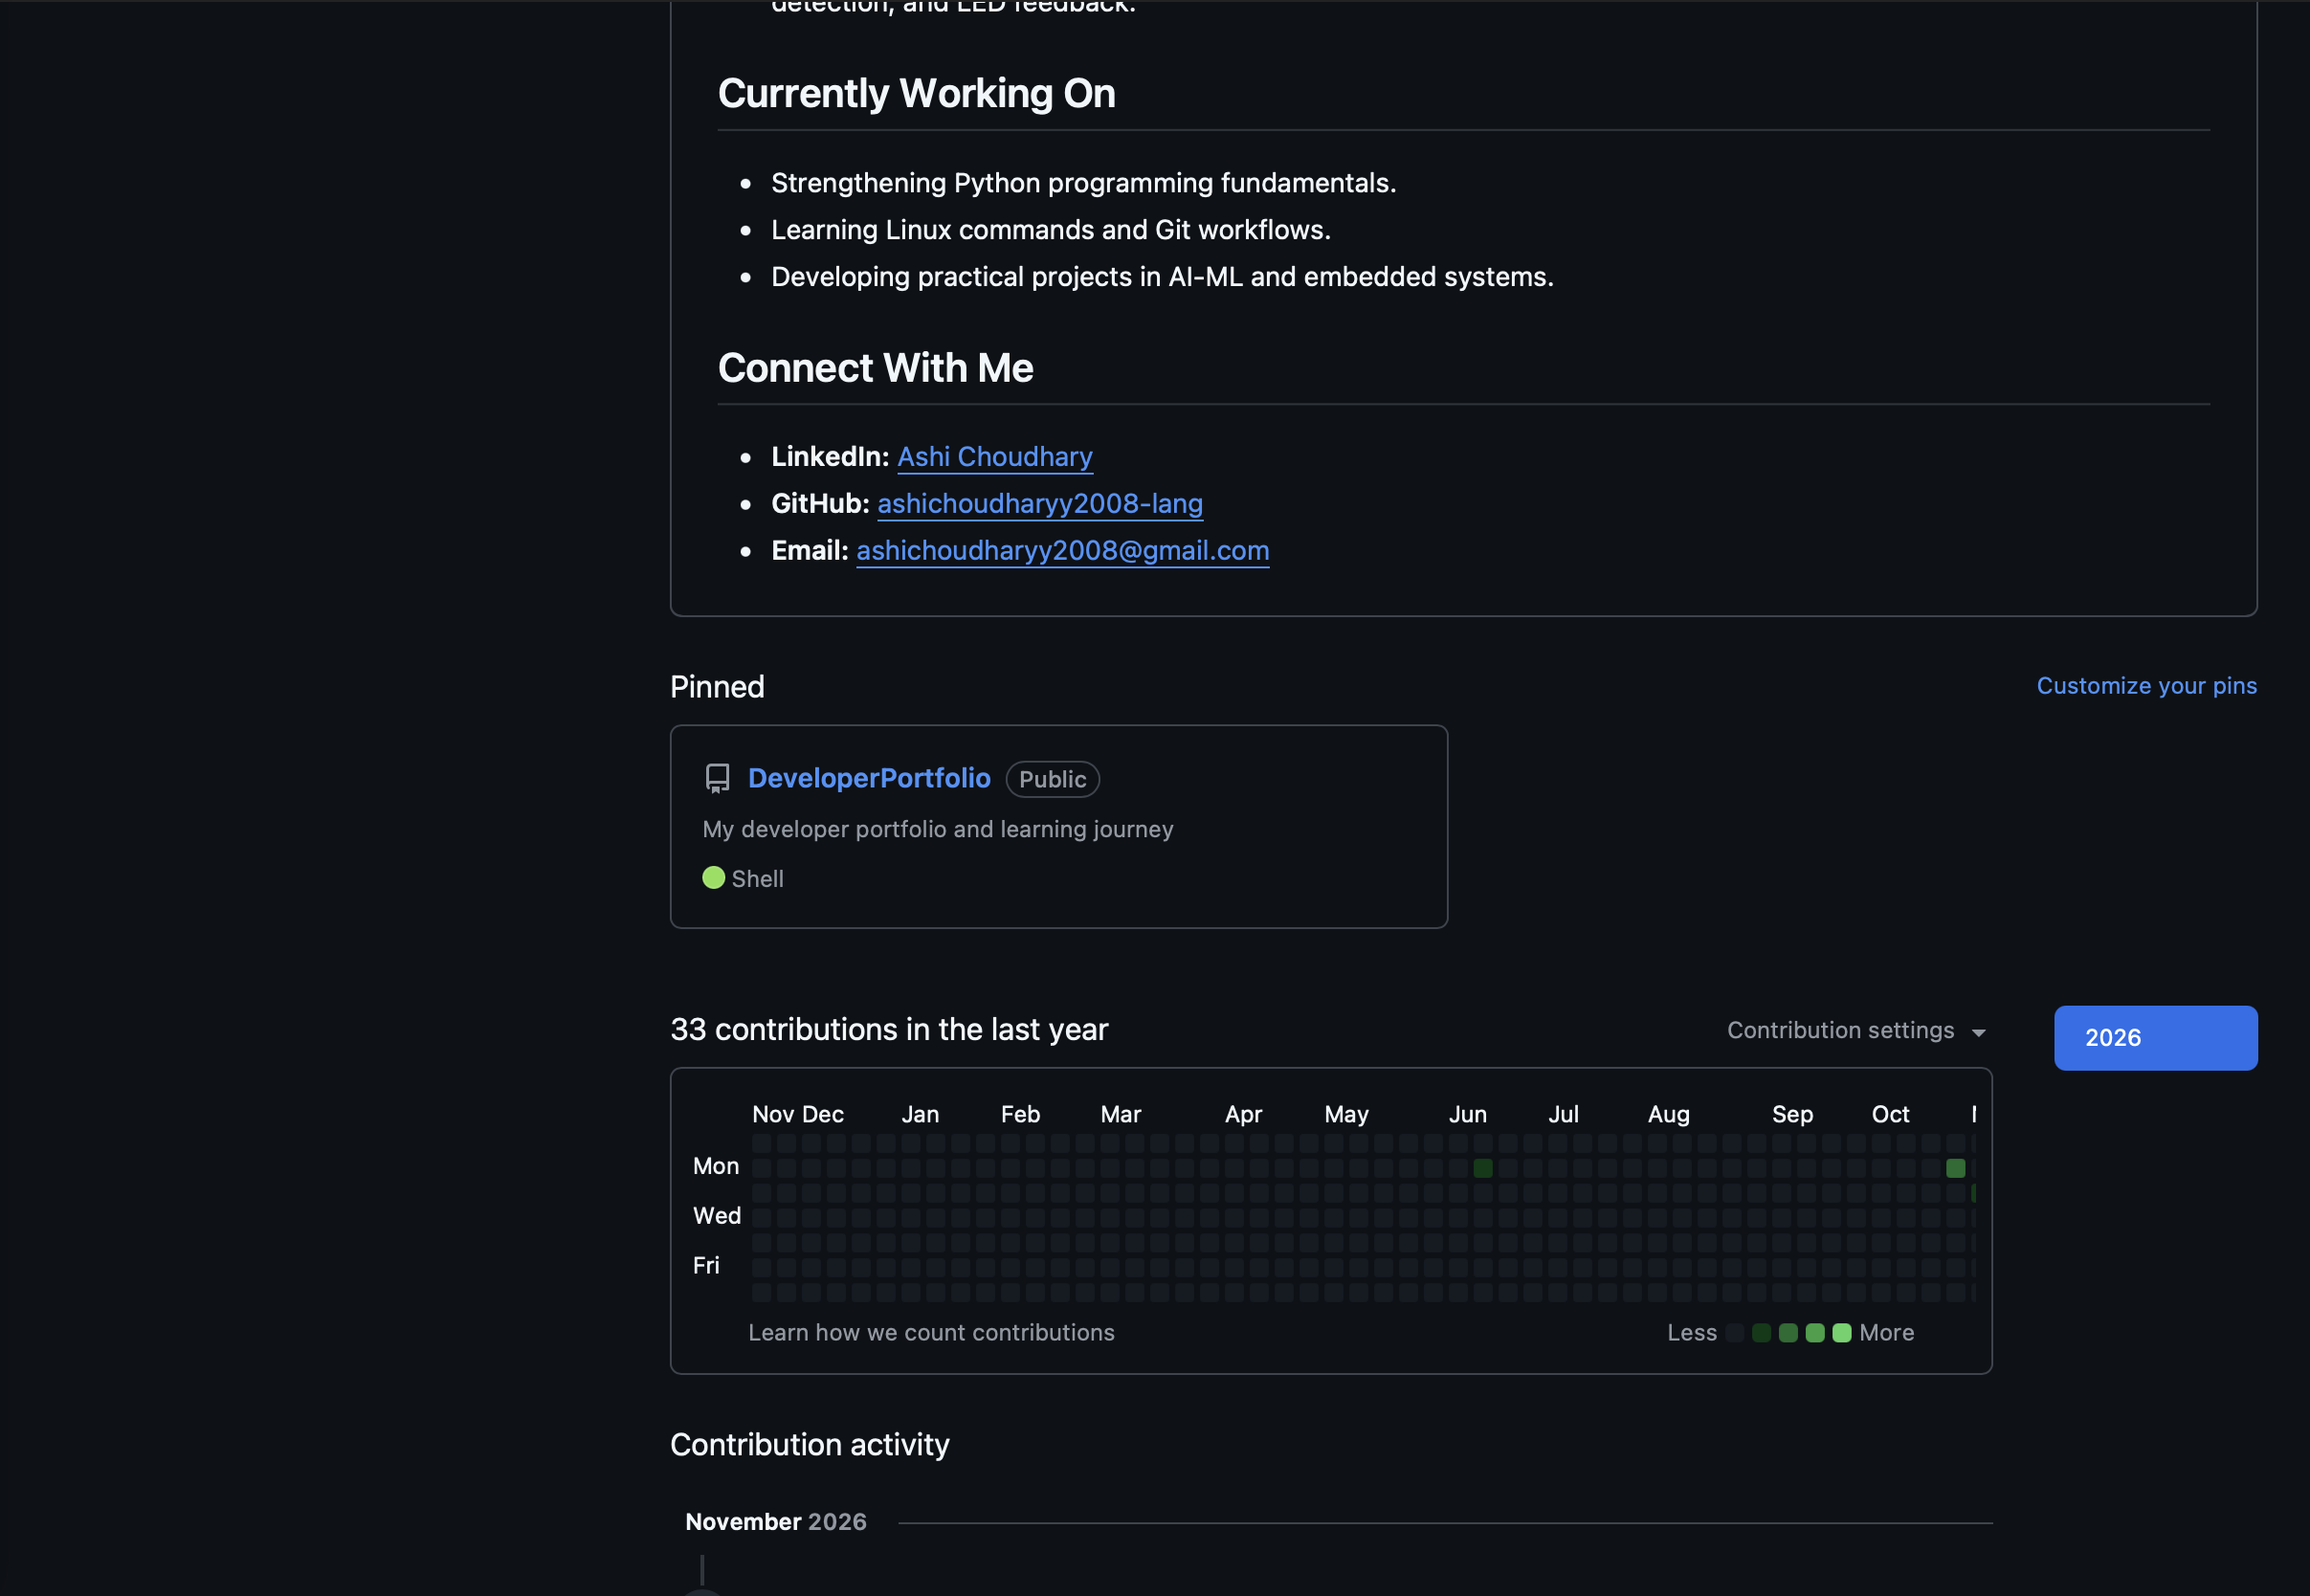 detection, and LED feedback.
Currently Working On
Strengthening Python programming fundamentals.
Learning Linux commands and Git workflows.
Developing practical projects in AI-ML and embedded systems.
Connect With Me
LinkedIn: Ashi Choudhary
GitHub: ashichoudharyy2008-lang
Email: ashichoudharyy2008@gmail.com
Pinned
Customize your pins
DeveloperPortfolio Public
My developer portfolio and learning journey
Shell
33 contributions in the last year
Contribution settings
2026
Nov Dec Jan Feb Mar Apr May Jun Jul Aug Sep Oct
Mon
Wed
Fri
Learn how we count contributions
Less More
Contribution activity
November 2026